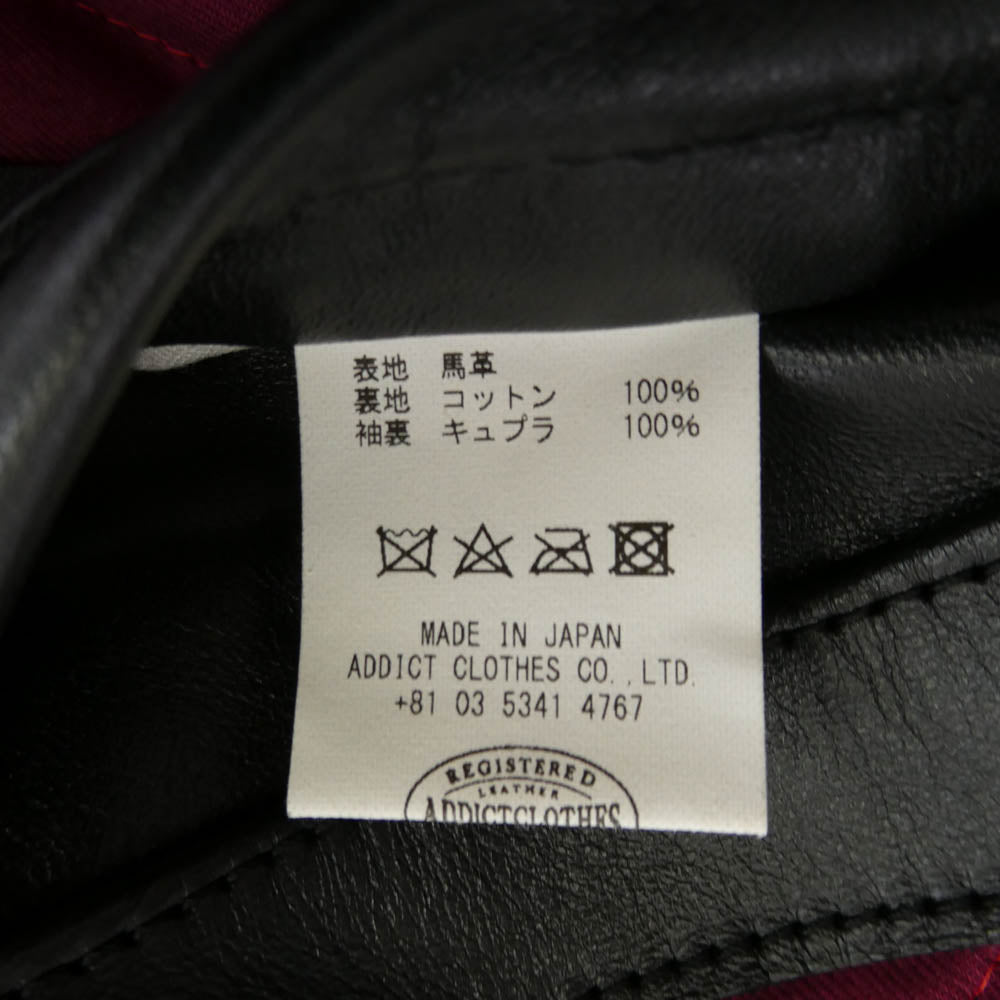 表地 馬革
裏地 コットン 100%
袖裏 キュプラ 100%
MADE IN JAPAN
ADDICT CLOTHES CO.,LTD.
+81 03 5341 4767
REGISTERED
LEATHER
ADDICTCLOTHES